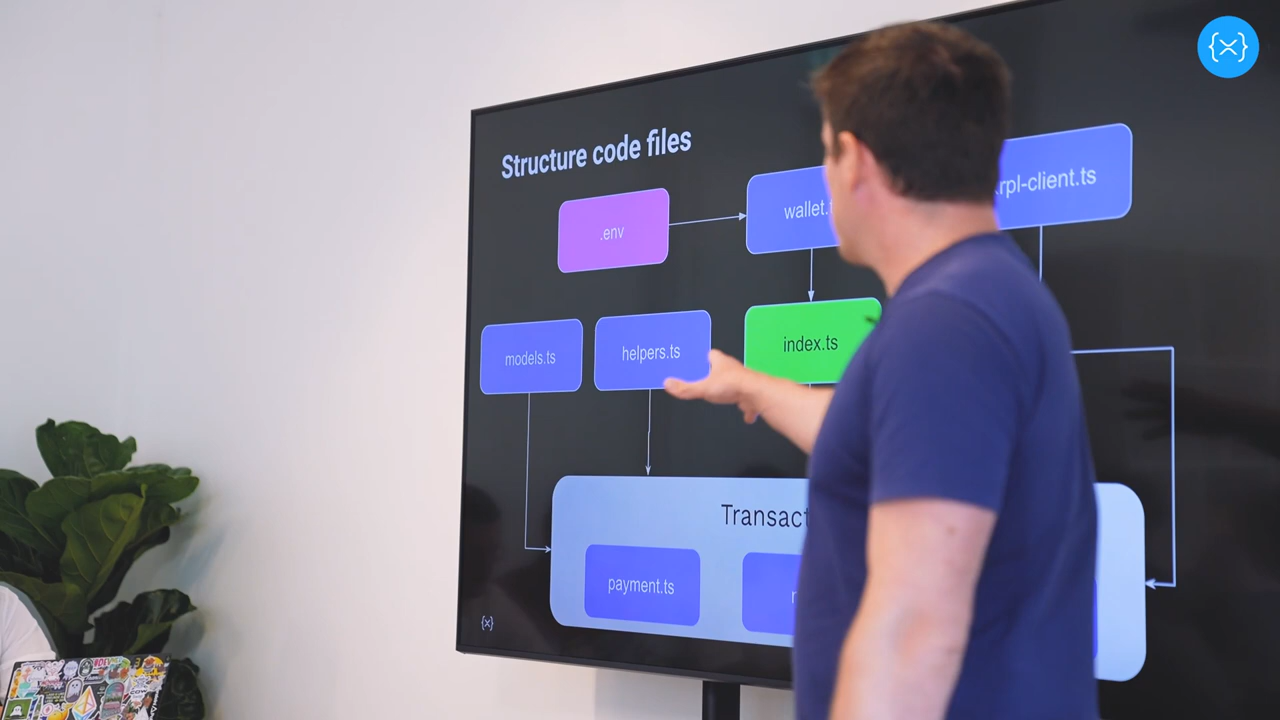 Structure code files
.env
wallet.t
rpl-client.ts
models.ts
helpers.ts
index.ts
Transact
payment.ts
{X}
{X}